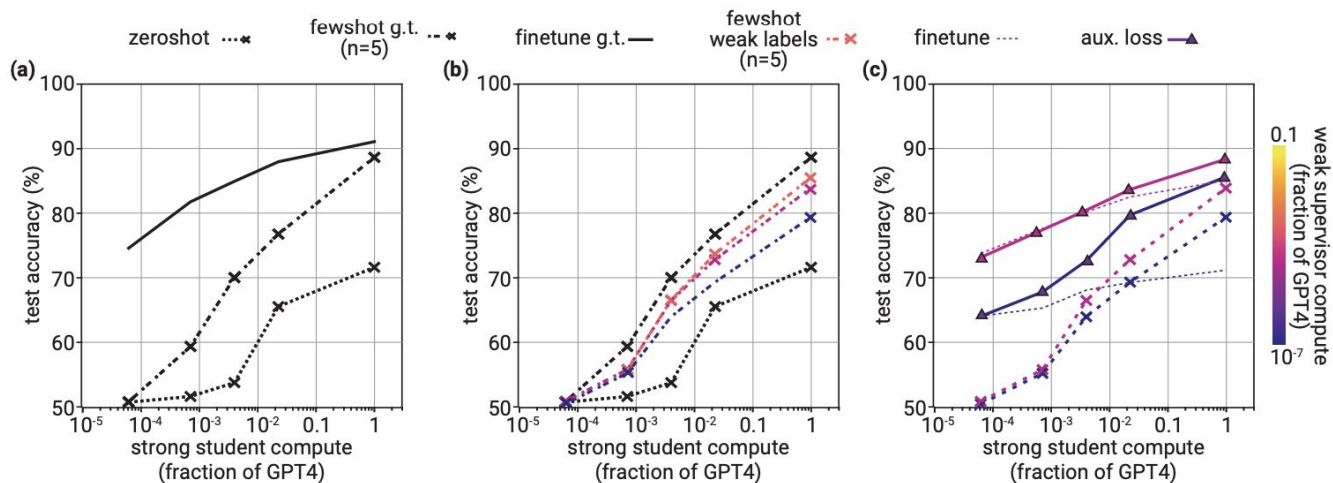 zeroshot
fewshot g.t.
(n=5)
finetune g.t.
fewshot
weak labels
(n=5)
finetune
aux. loss
(a)
100
90
80
70
60
50
test accuracy (%)
10-5
10-4
10-3
10-2
0.1
1
strong student compute
(fraction of GPT4)
(b)
100
90
80
70
60
50
test accuracy (%)
10-5
10-4
10-3
10-2
0.1
1
strong student compute
(fraction of GPT4)
(c)
100
90
80
70
60
50
test accuracy (%)
10-5
10-4
10-3
10-2
0.1
1
strong student compute
(fraction of GPT4)
0.1
10-7
weak supervisor compute
(fraction of GPT4)